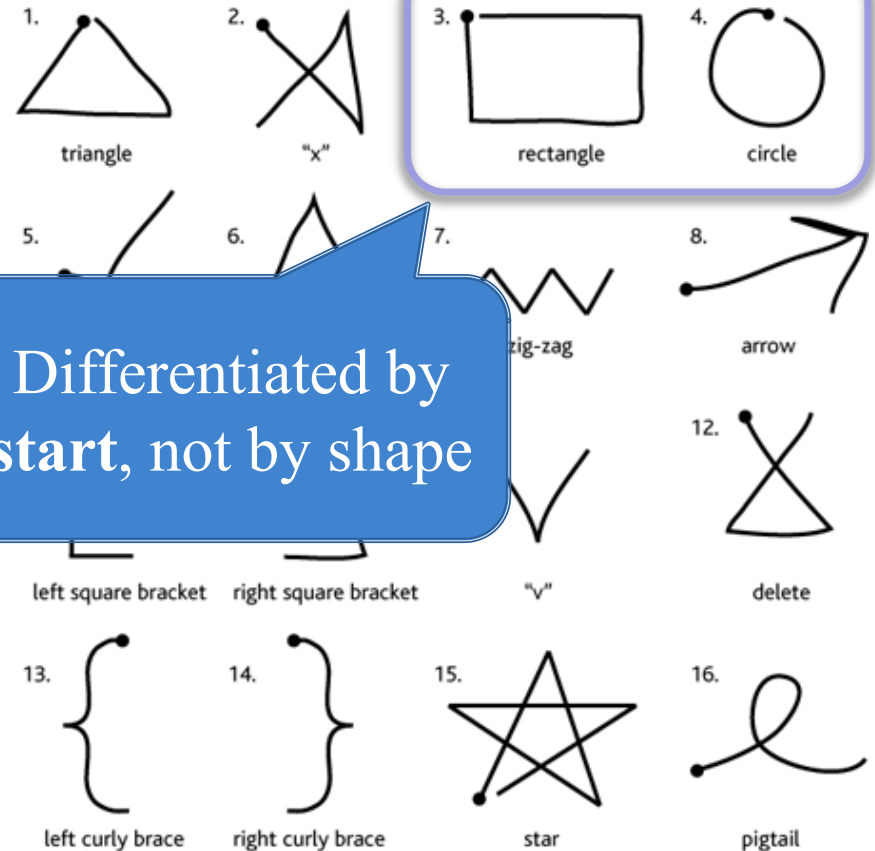 1. 2. 3. 4.
triangle "x" rectangle circle
5. 6. 7. 8.
zig-zag arrow
Differentiated by
start, not by shape
12.
left square bracket right square bracket "v" delete
13. 14. 15. 16.
left curly brace right curly brace star pigtail